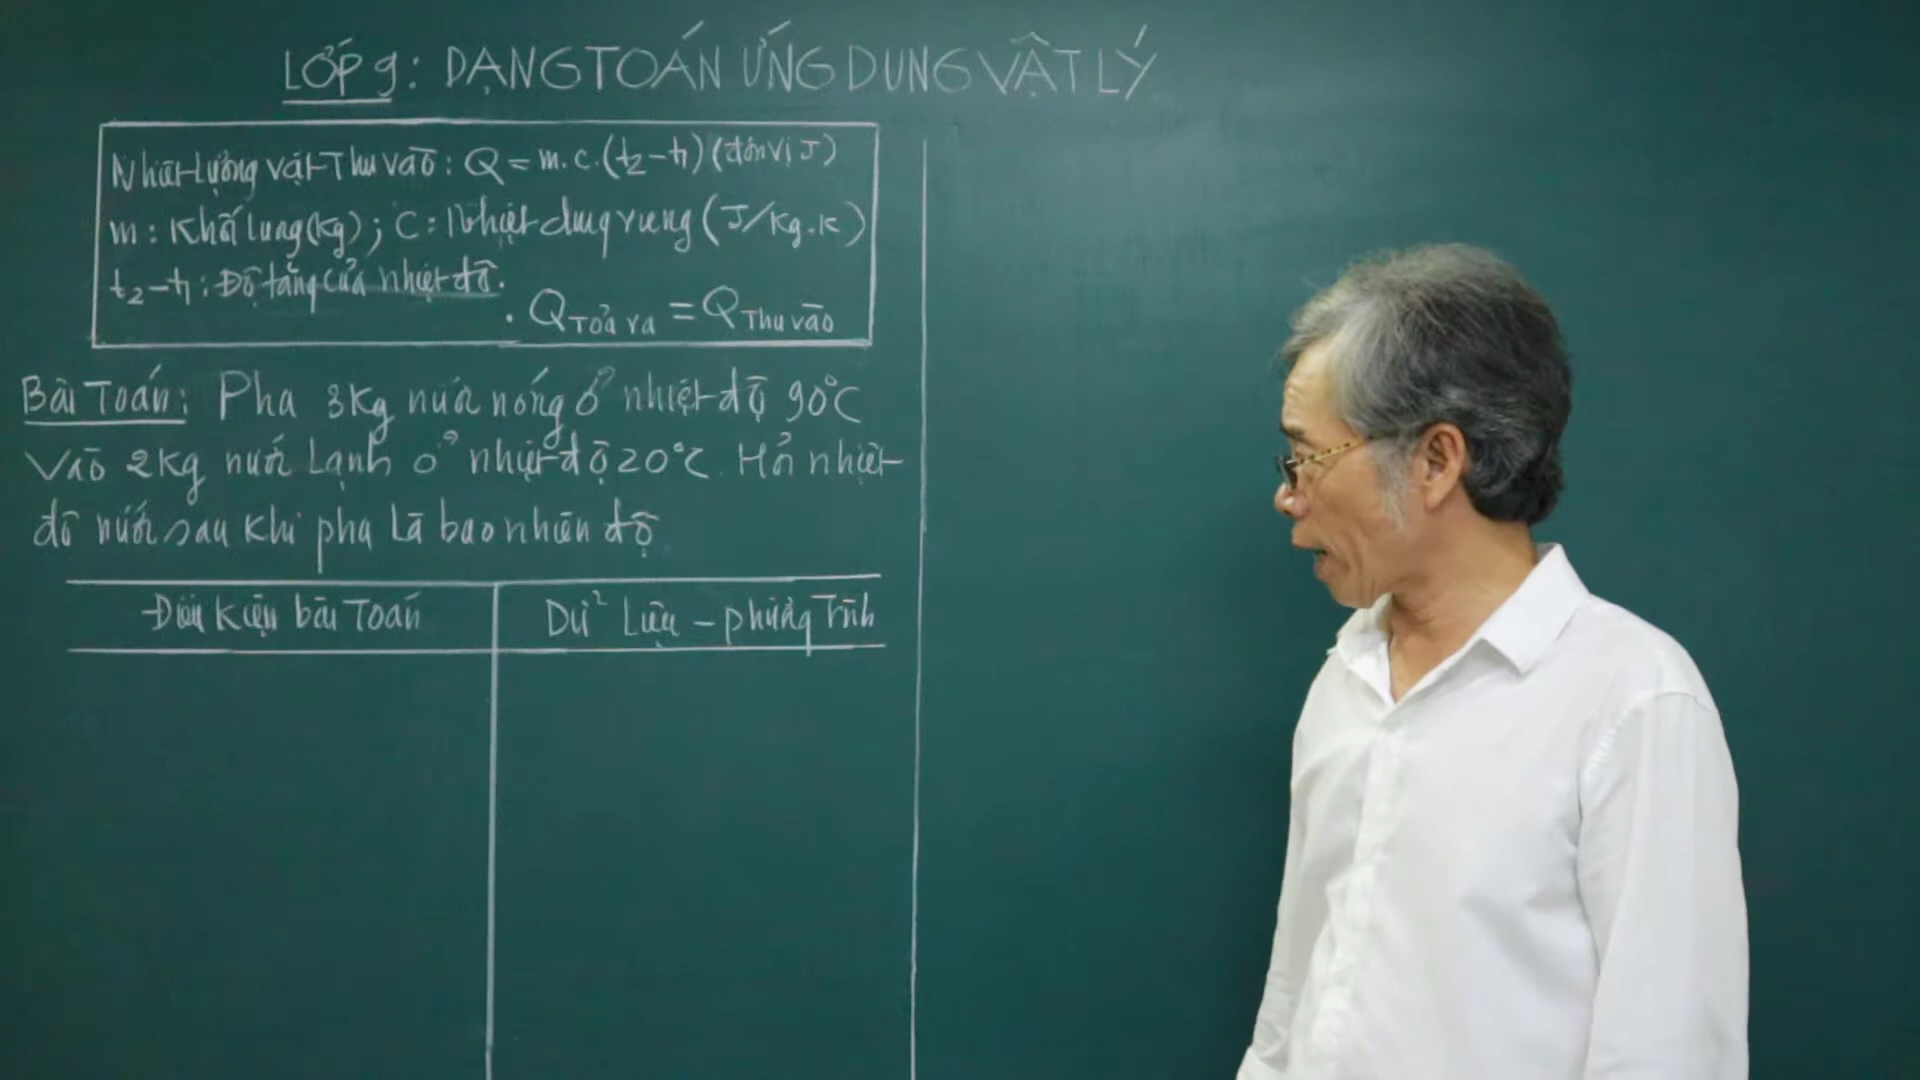 LỚP 9: DẠNG TOÁN ỨNG DỤNG VẬT LÝ
Nhiệt lượng vật thu vào: Q = m.c.(t2-t1) (đơn vị J)
m: Khối lượng(kg); C: Nhiệt dung riêng (J/kg.K)
t2-t1: Độ tăng của nhiệt độ.
. QTỏa ra = QThu vào
Bài Toán: Pha 3Kg nước nóng ở nhiệt độ 90°C
vào 2Kg nước lạnh ở nhiệt độ 20°C. Hỏi nhiệt
độ nước sau khi pha là bao nhiêu độ
Điều kiện bài Toán
Dữ Liệu - phương Trình